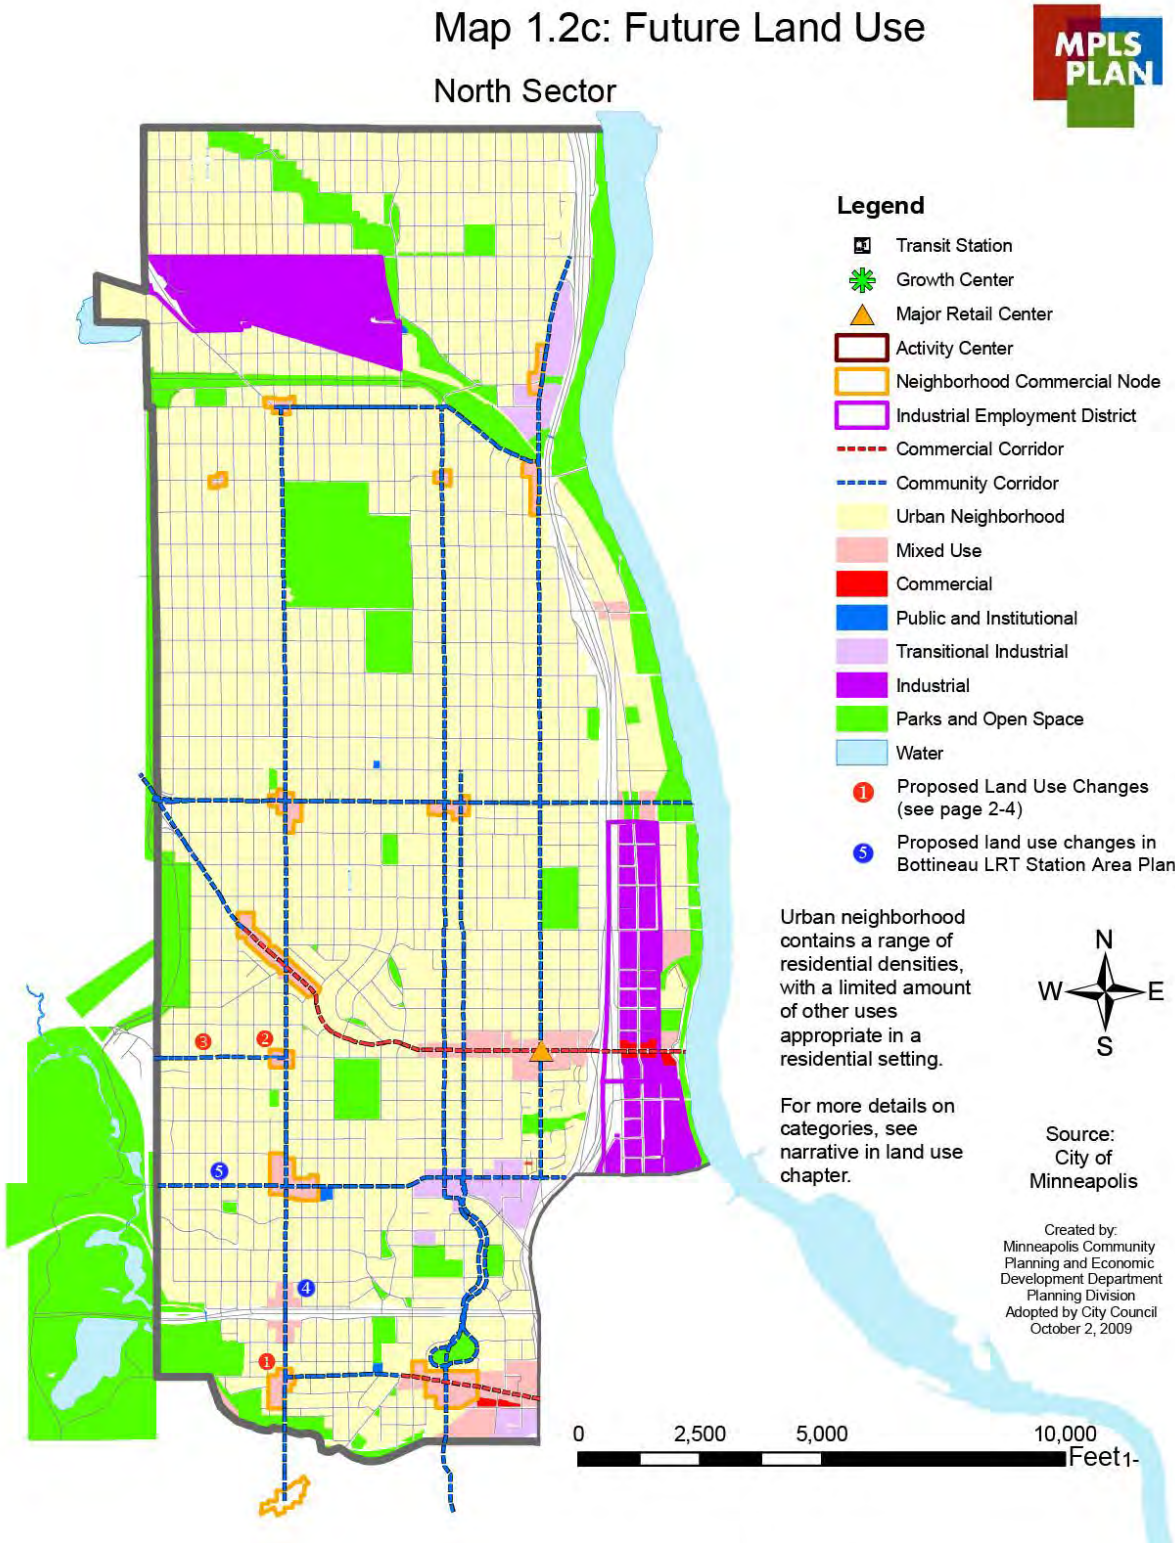 Map 1.2c: Future Land Use
North Sector
MPLS
PLAN
Legend
Transit Station
Growth Center
Major Retail Center
Activity Center
Neighborhood Commercial Node
Industrial Employment District
Commercial Corridor
Community Corridor
Urban Neighborhood
Mixed Use
Commercial
Public and Institutional
Transitional Industrial
Industrial
Parks and Open Space
Water
1 Proposed Land Use Changes
(see page 2-4)
5 Proposed land use changes in
Bottineau LRT Station Area Plan
Urban neighborhood
contains a range of
residential densities,
with a limited amount
of other uses
appropriate in a
residential setting.
For more details on
categories, see
narrative in land use
chapter.
N
W E
S
Source:
City of
Minneapolis
Created by:
Minneapolis Community
Planning and Economic
Development Department
Planning Division
Adopted by City Council
October 2, 2009
3
2
5
4
1
0 2,500 5,000 10,000
Feet 1-